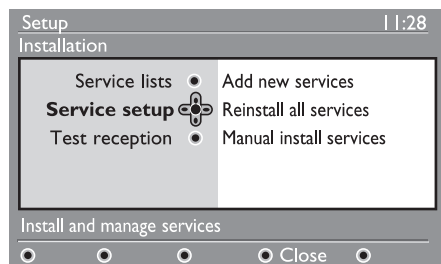 Setup 11:28
Installation
Service lists Add new services
Service setup Reinstall all services
Test reception Manual install services
Install and manage services
Close